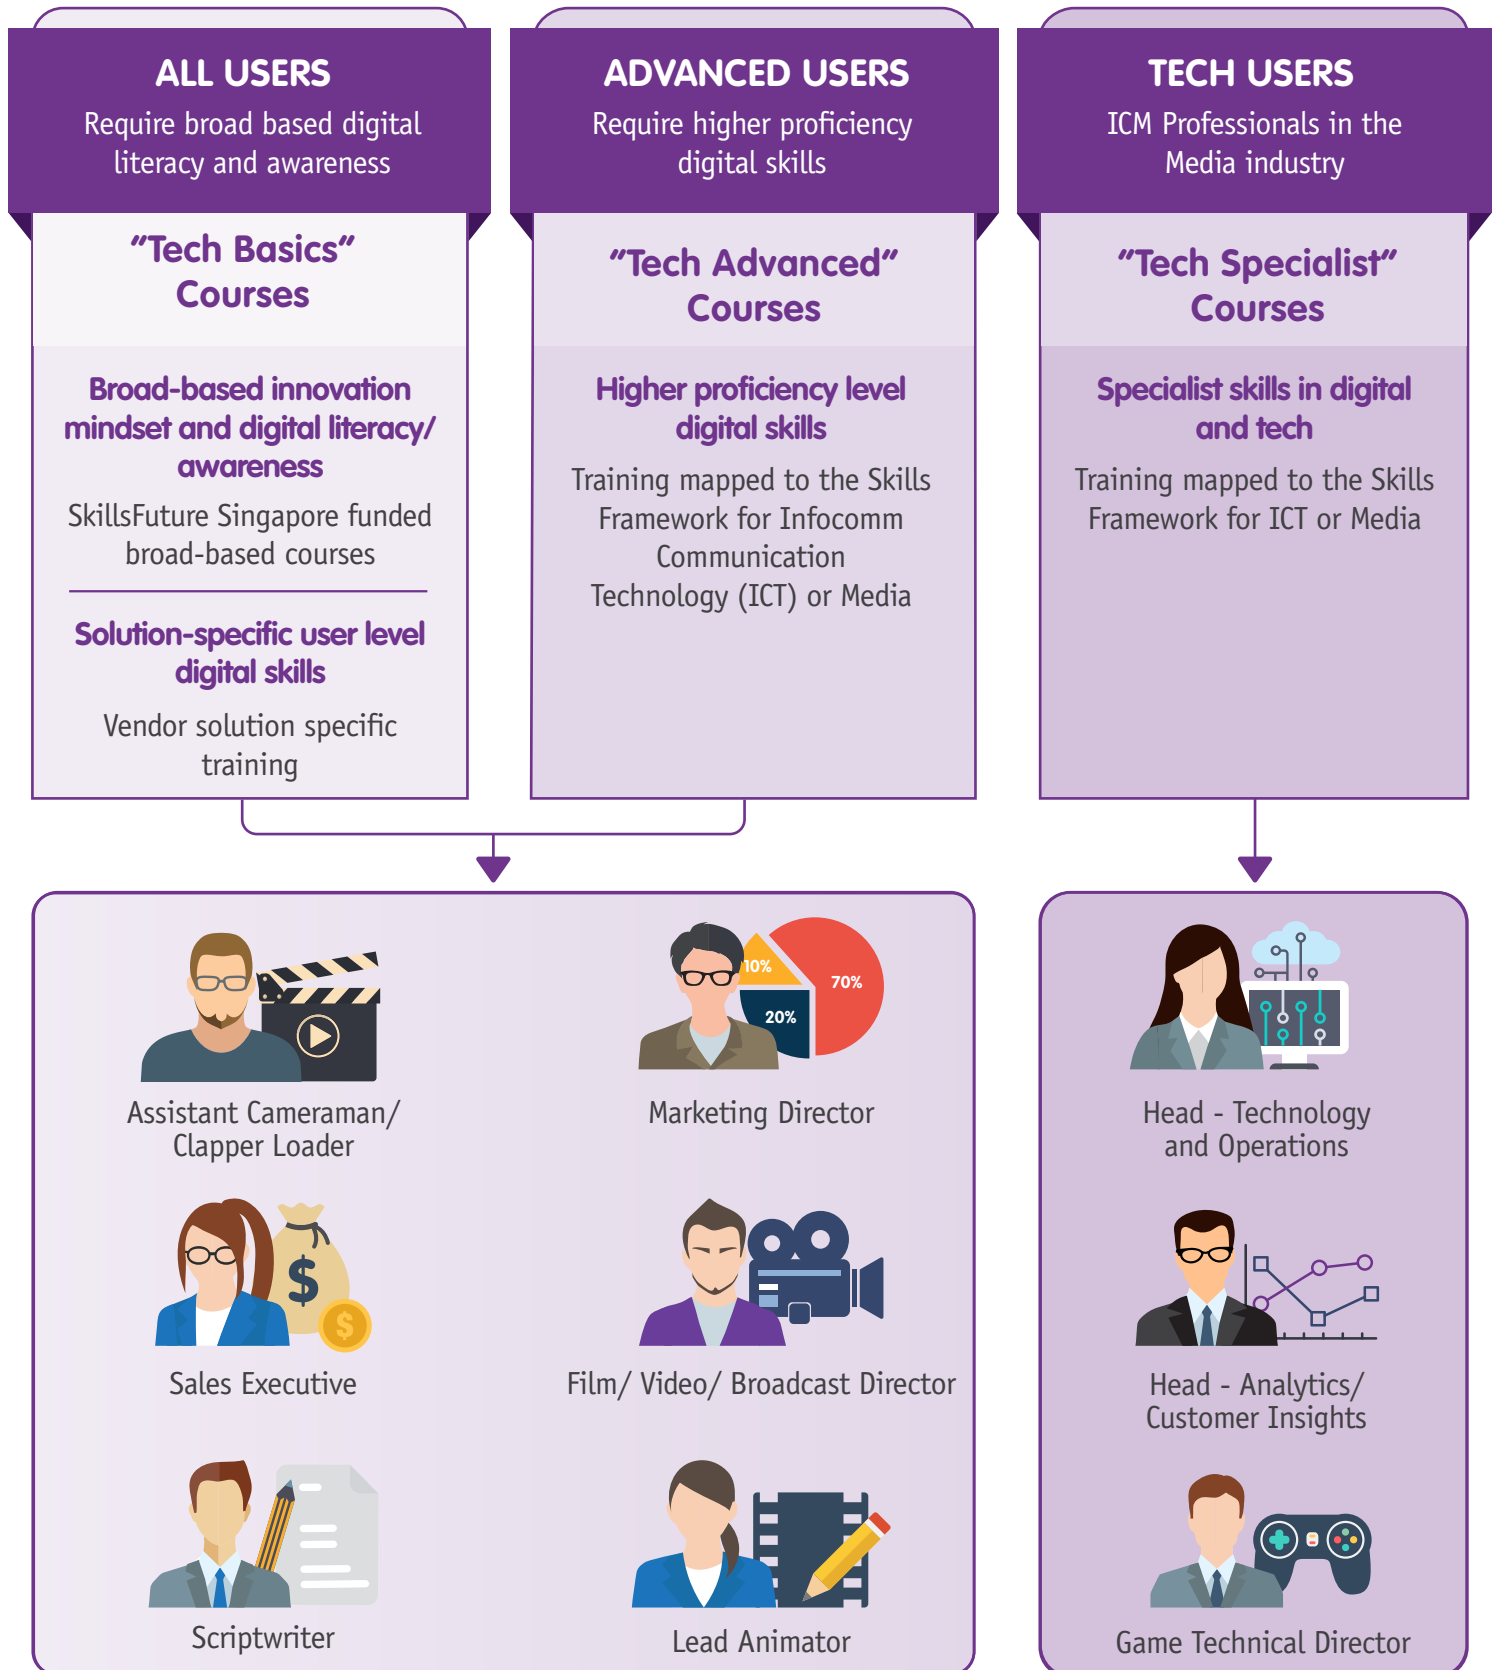 ALL USERS
Require broad based digital
literacy and awareness
"Tech Basics"
Courses
Broad-based innovation
mindset and digital literacy/
awareness
SkillsFuture Singapore funded
broad-based courses
Solution-specific user level
digital skills
Vendor solution specific
training
ADVANCED USERS
Require higher proficiency
digital skills
"Tech Advanced"
Courses
Higher proficiency level
digital skills
Training mapped to the Skills
Framework for Infocomm
Communication
Technology (ICT) or Media
TECH USERS
ICM Professionals in the
Media industry
"Tech Specialist"
Courses
Specialist skills in digital
and tech
Training mapped to the Skills
Framework for ICT or Media
Assistant Cameraman/
Clapper Loader
10%
70%
20%
Marketing Director
$
$
Sales Executive
Film/ Video/ Broadcast Director
Scriptwriter
Lead Animator
Head - Technology
and Operations
Head - Analytics/
Customer Insights
Game Technical Director